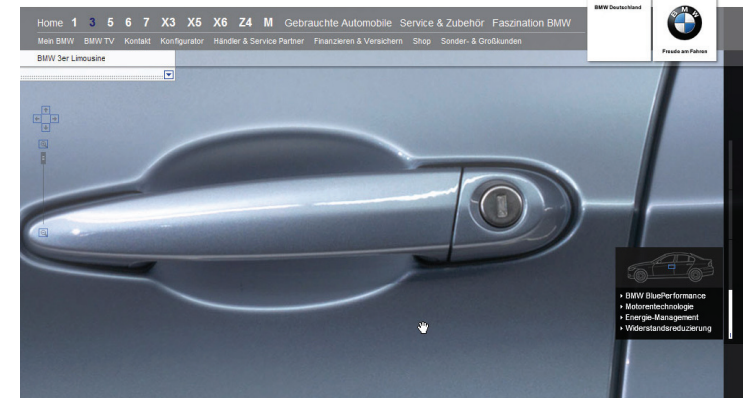 Home 1 3 5 6 7 X3 X5 X6 Z4 M Gebrauchte Automobile Service & Zubehör Faszination BMW
Mein BMW BMW TV Kontakt Konfigurator Händler & Service Partner Finanzieren & Versichern Shop Sonder- & Großkunden
BMW Deutschland
BMW
Freude am Fahren
BMW 3er Limousine
BMW BluePerformance
Motorentechnologie
Energie-Management
Widerstandsreduzierung